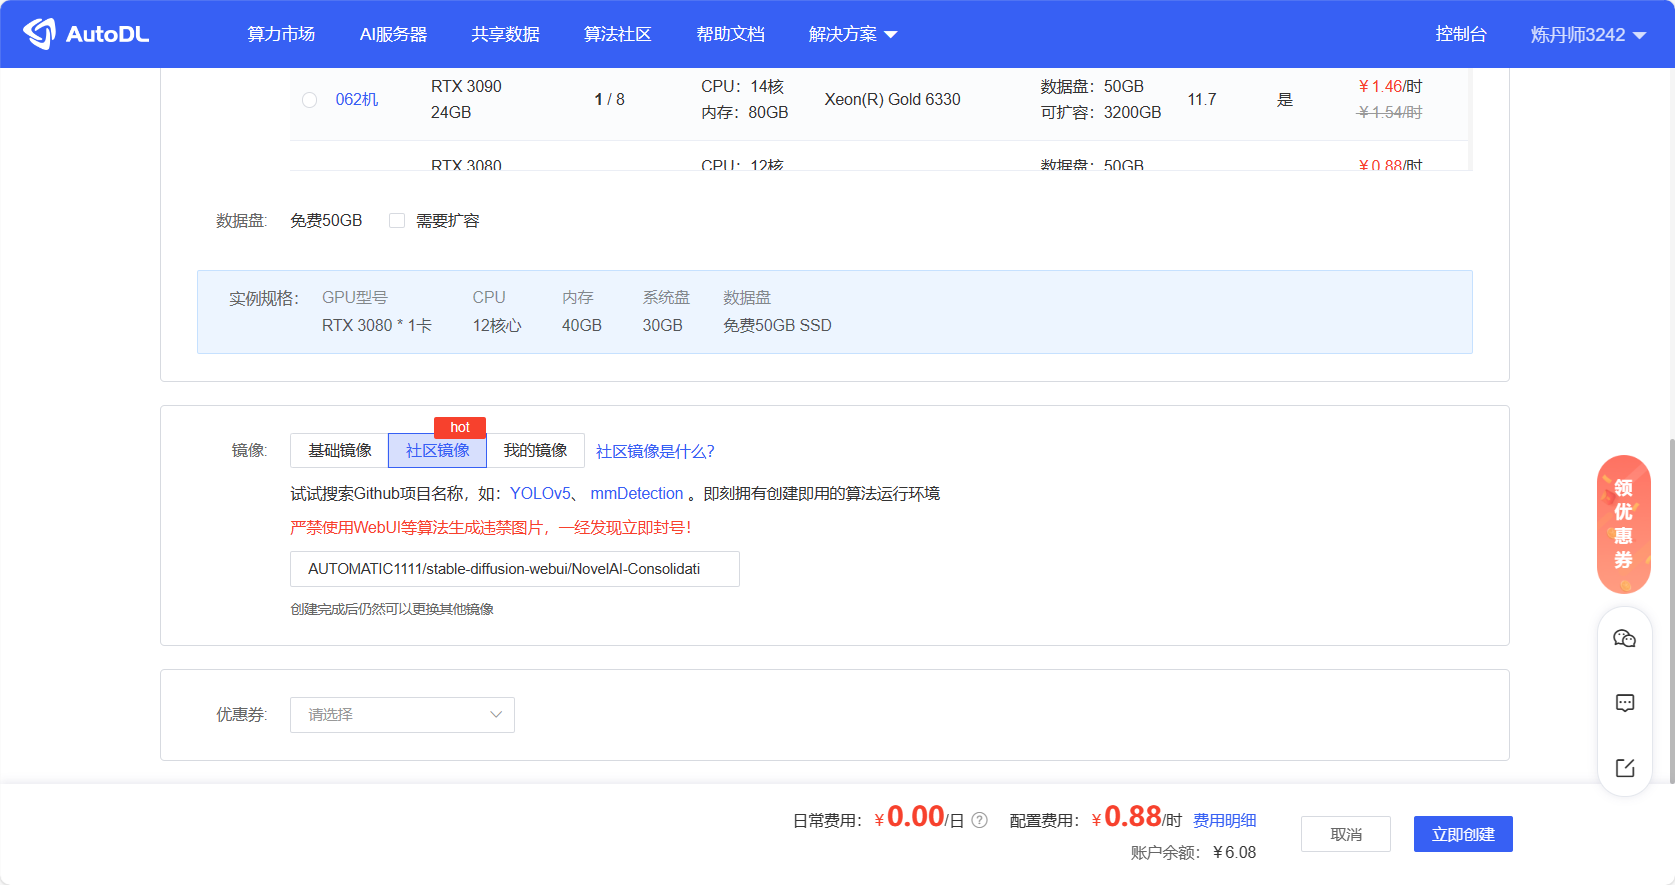 AutoDL 算力市场 AI服务器 共享数据 算法社区 帮助文档 解决方案 控制台 炼丹师3242
062机 RTX 3090 24GB 1 / 8 CPU：14核 内存：80GB Xeon(R) Gold 6330 数据盘：50GB 可扩容：3200GB 11.7 是 ￥1.46/时 ￥1.54/时
RTX 3080 CPU：12核 数据盘：50GB ￥0.88/时
数据盘: 免费50GB 需要扩容
实例规格： GPU型号 CPU 内存 系统盘 数据盘
RTX 3080 * 1卡 12核心 40GB 30GB 免费50GB SSD
hot
镜像: 基础镜像 社区镜像 我的镜像 社区镜像是什么?
试试搜索Github项目名称，如：YOLOv5、 mmDetection 。即刻拥有创建即用的算法运行环境
严禁使用WebUI等算法生成违禁图片，一经发现立即封号！
AUTOMATIC1111/stable-diffusion-webui/NovelAI-Consolidati
创建完成后仍然可以更换其他镜像
优惠券: 请选择
领优惠券
日常费用：￥0.00/日 ? 配置费用：￥0.88/时 费用明细
账户余额：￥6.08
取消 立即创建